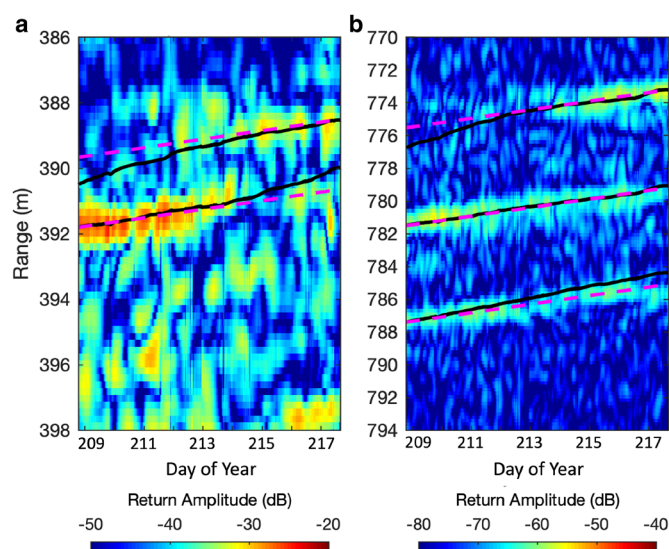 a
386
388
390
392
394
396
398
Range (m)
209 211 213 215 217
Day of Year
Return Amplitude (dB)
-50 -40 -30 -20
b
770
772
774
776
778
780
782
784
786
788
790
792
794
209 211 213 215 217
Day of Year
Return Amplitude (dB)
-80 -70 -60 -50 -40